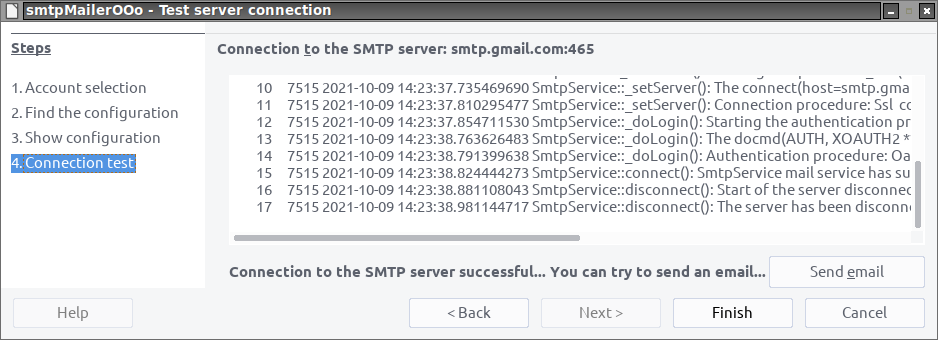 smtpMailerOOo - Test server connection
Steps
1. Account selection
2. Find the configuration
3. Show configuration
4. Connection test
Connection to the SMTP server: smtp.gmail.com:465
10 7515 2021-10-09 14:23:37.735469690 SmtpService::_setServer(): The connect(host=smtp.gma
11 7515 2021-10-09 14:23:37.810295477 SmtpService::_setServer(): Connection procedure: Ssl co
12 7515 2021-10-09 14:23:37.854711530 SmtpService::_doLogin(): Starting the authentication pr
13 7515 2021-10-09 14:23:38.763626483 SmtpService::_doLogin(): The docmd(AUTH, XOAUTH2 *
14 7515 2021-10-09 14:23:38.791399638 SmtpService::_doLogin(): Authentication procedure: Oa
15 7515 2021-10-09 14:23:38.824444273 SmtpService::connect(): SmtpService mail service has su
16 7515 2021-10-09 14:23:38.881108043 SmtpService::disconnect(): Start of the server disconnec
17 7515 2021-10-09 14:23:38.981144717 SmtpService::disconnect(): The server has been disconne
Connection to the SMTP server successful... You can try to send an email...
Send email
Help
< Back
Next >
Finish
Cancel